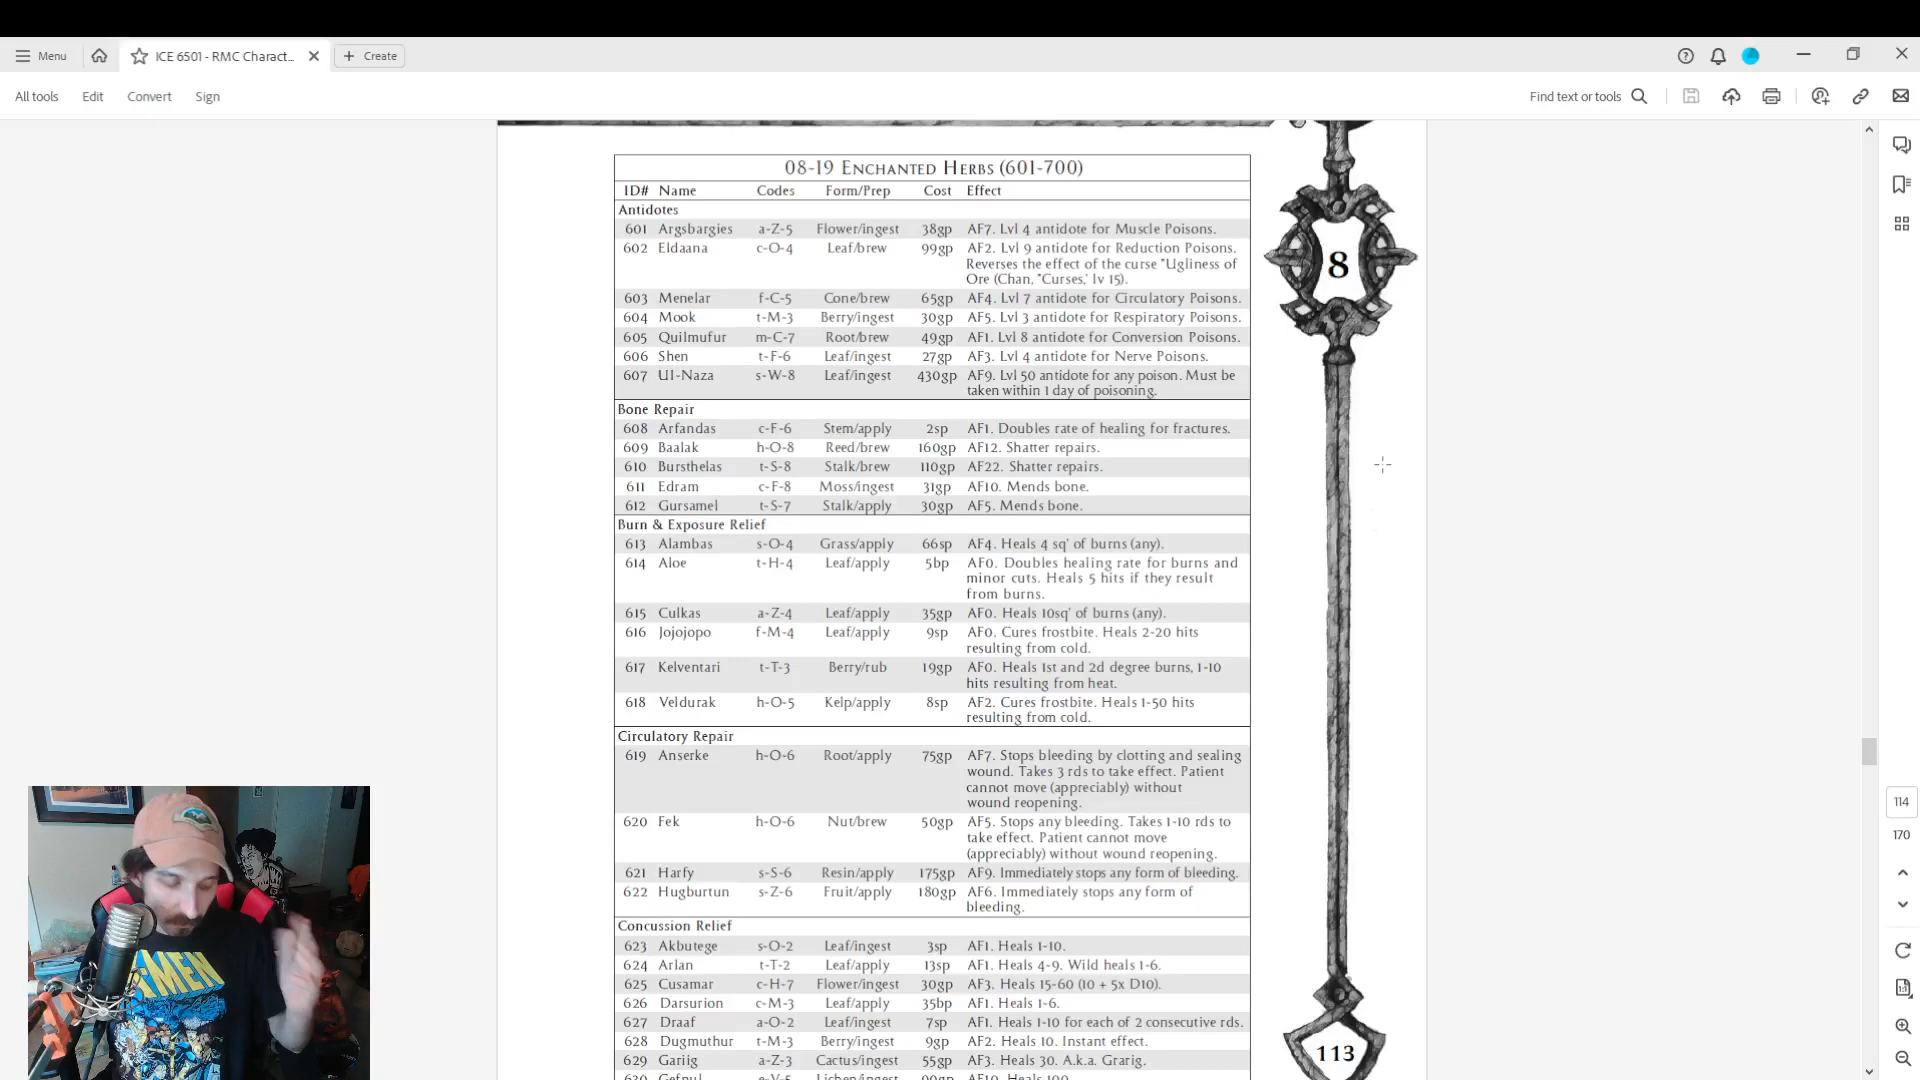 Menu
ICE 6501 - RMC Charact...
Create
All tools Edit Convert Sign
Find text or tools
08-19 Enchanted Herbs (601-700)
ID# Name Codes Form/Prep Cost Effect
Antidotes
601 Argsbargies a-Z-5 Flower/ingest 38gp AF7. Lvl 4 antidote for Muscle Poisons.
602 Eldaana c-O-4 Leaf/brew 99gp AF2. Lvl 9 antidote for Reduction Poisons.
Reverses the effect of the curse "Ugliness of
Ore (Chan, "Curses,' lv 15).
603 Menelar f-C-5 Cone/brew 65gp AF4. Lvl 7 antidote for Circulatory Poisons.
604 Mook t-M-3 Berry/ingest 30gp AF5. Lvl 3 antidote for Respiratory Poisons.
605 Quilmufur m-C-7 Root/brew 49gp AF1. Lvl 8 antidote for Conversion Poisons.
606 Shen t-F-6 Leaf/ingest 27gp AF3. Lvl 4 antidote for Nerve Poisons.
607 Ul-Naza s-W-8 Leaf/ingest 430gp AF9. Lvl 50 antidote for any poison. Must be
taken within 1 day of poisoning.
Bone Repair
608 Arfandas c-F-6 Stem/apply 2sp AF1. Doubles rate of healing for fractures.
609 Baalak h-O-8 Reed/brew 160gp AF12. Shatter repairs.
610 Bursthelas t-S-8 Stalk/brew 110gp AF22. Shatter repairs.
611 Edram c-F-8 Moss/ingest 31gp AF10. Mends bone.
612 Gursamel t-S-7 Stalk/apply 30gp AF5. Mends bone.
Burn & Exposure Relief
613 Alambas s-O-4 Grass/apply 66sp AF4. Heals 4 sq' of burns (any).
614 Aloe t-H-4 Leaf/apply 5bp AF0. Doubles healing rate for burns and
minor cuts. Heals 5 hits if they result
from burns.
615 Culkas a-Z-4 Leaf/apply 35gp AF0. Heals 10sq' of burns (any).
616 Jojojopo f-M-4 Leaf/apply 9sp AF0. Cures frostbite. Heals 2-20 hits
resulting from cold.
617 Kelventari t-T-3 Berry/rub 19gp AF0. Heals 1st and 2d degree burns, 1-10
hits resulting from heat.
618 Veldurak h-O-5 Kelp/apply 8sp AF2. Cures frostbite. Heals 1-50 hits
resulting from cold.
Circulatory Repair
619 Anserke h-O-6 Root/apply 75gp AF7. Stops bleeding by clotting and sealing
wound. Takes 3 rds to take effect. Patient
cannot move (appreciably) without
wound reopening.
620 Fek h-O-6 Nut/brew 50gp AF5. Stops any bleeding. Takes 1-10 rds to
take effect. Patient cannot move
(appreciably) without wound reopening.
621 Harfy s-S-6 Resin/apply 175gp AF9. Immediately stops any form of bleeding.
622 Hugburtun s-Z-6 Fruit/apply 180gp AF6. Immediately stops any form of
bleeding.
Concussion Relief
623 Akbutege s-O-2 Leaf/ingest 3sp AF1. Heals 1-10.
624 Arlan t-T-2 Leaf/apply 13sp AF1. Heals 4-9. Wild heals 1-6.
625 Cusamar c-H-7 Flower/ingest 30gp AF3. Heals 15-60 (10 + 5x D10).
626 Darsurion c-M-3 Leaf/apply 35bp AF1. Heals 1-6.
627 Draaf a-O-2 Leaf/ingest 7sp AF1. Heals 1-10 for each of 2 consecutive rds.
628 Dugmuthur t-M-3 Berry/ingest 9gp AF2. Heals 10. Instant effect.
629 Gariig a-Z-3 Cactus/ingest 55gp AF3. Heals 30. A.k.a. Grarig.
630 Gefnul e-V-5 Lichen/ingest 90gp AF10. Heals 100.
8
113
114
170
1:1
X-MEN